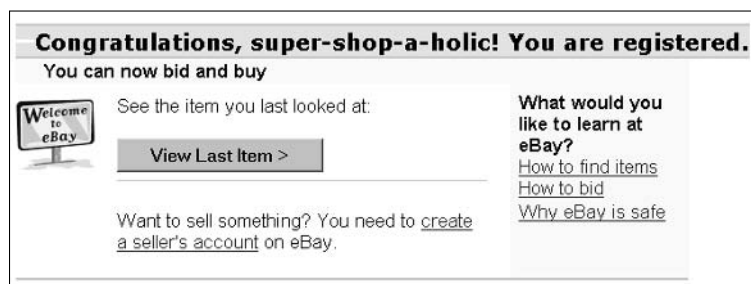 Congratulations, super-shop-a-holic! You are registered.
You can now bid and buy
Welcome
to
eBay
See the item you last looked at:
View Last Item >
Want to sell something? You need to create
a seller's account on eBay.
What would you
like to learn at
eBay?
How to find items
How to bid
Why eBay is safe